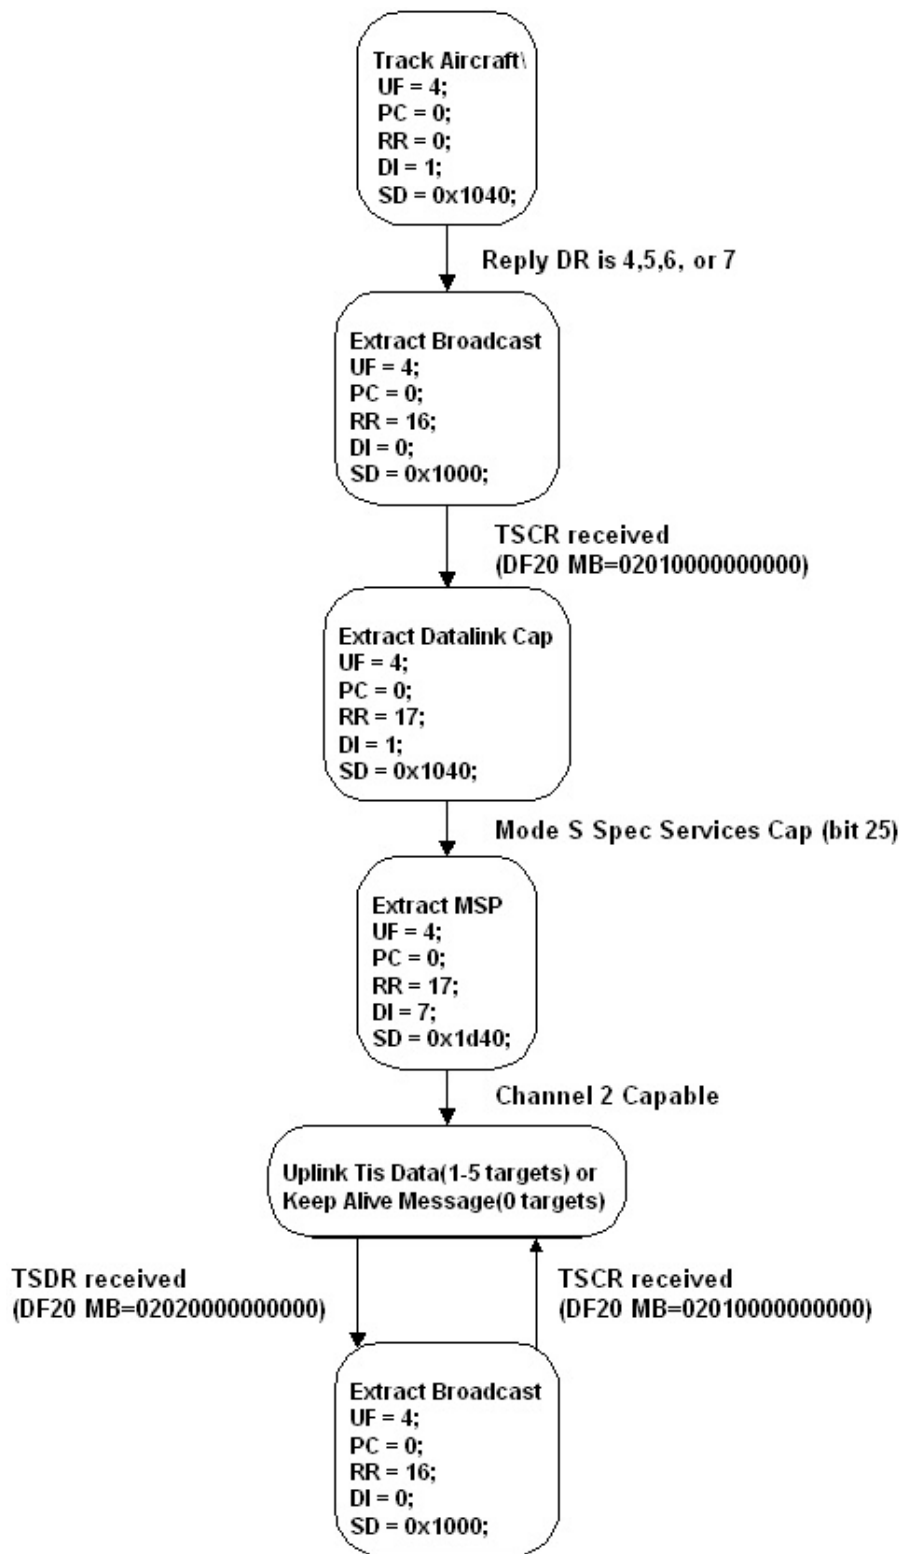 Track Aircraft\
UF = 4;
PC = 0;
RR = 0;
DI = 1;
SD = 0x1040;
Reply DR is 4,5,6, or 7
Extract Broadcast
UF = 4;
PC = 0;
RR = 16;
DI = 0;
SD = 0x1000;
TSCR received
(DF20 MB=02010000000000)
Extract Datalink Cap
UF = 4;
PC = 0;
RR = 17;
DI = 1;
SD = 0x1040;
Mode S Spec Services Cap (bit 25)
Extract MSP
UF = 4;
PC = 0;
RR = 17;
DI = 7;
SD = 0x1d40;
Channel 2 Capable
Uplink Tis Data(1-5 targets) or
Keep Alive Message(0 targets)
TSDR received
(DF20 MB=02020000000000)
TSCR received
(DF20 MB=02010000000000)
Extract Broadcast
UF = 4;
PC = 0;
RR = 16;
DI = 0;
SD = 0x1000;